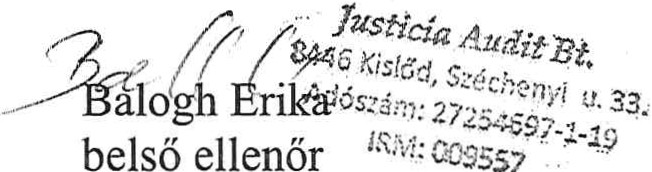 Justicia Audit Bt.
8446 Kislőd, Széchenyi u. 33.
Adószám: 27254697-1-19
IRM: 009557
Balogh Erika
belső ellenőr